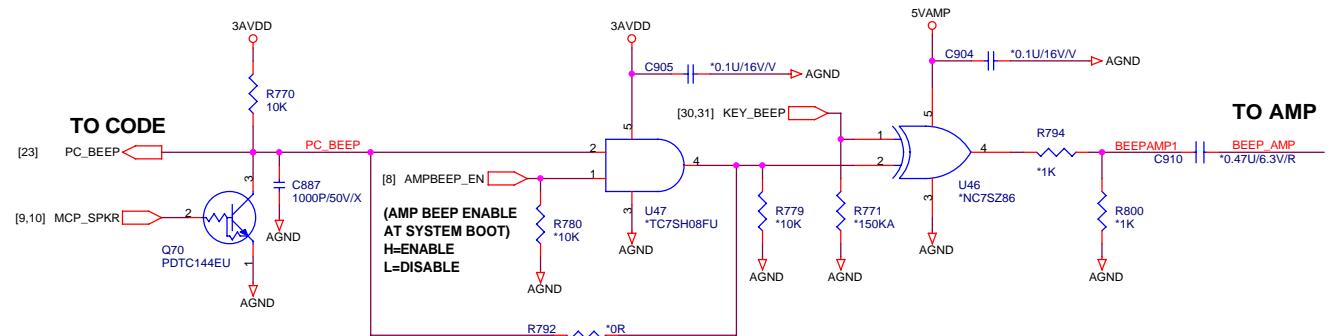 3AVDD
3AVDD
5VAMP
C905
*0.1U/16V/V
AGND
C904
*0.1U/16V/V
AGND
R770
10K
TO CODE
[30,31] KEY_BEEP
TO AMP
5
5
1
R794
[23] PC_BEEP
PC_BEEP
2
4
2
4
BEEPAMP1
BEEP_AMP
C910
*0.47U/6.3V/R
*1K
3
C887
1000P/50V/X
[8] AMPBEEP_EN
1
U46
*NC7SZ86
[9,10] MCP_SPKR
2
AGND
(AMP BEEP ENABLE
AT SYSTEM BOOT)
H=ENABLE
L=DISABLE
R780
*10K
3
U47
*TC7SH08FU
R779
*10K
R771
*150KA
3
R800
*1K
Q70
PDTC144EU
1
AGND
AGND
AGND
AGND
AGND
AGND
AGND
R792
*0R